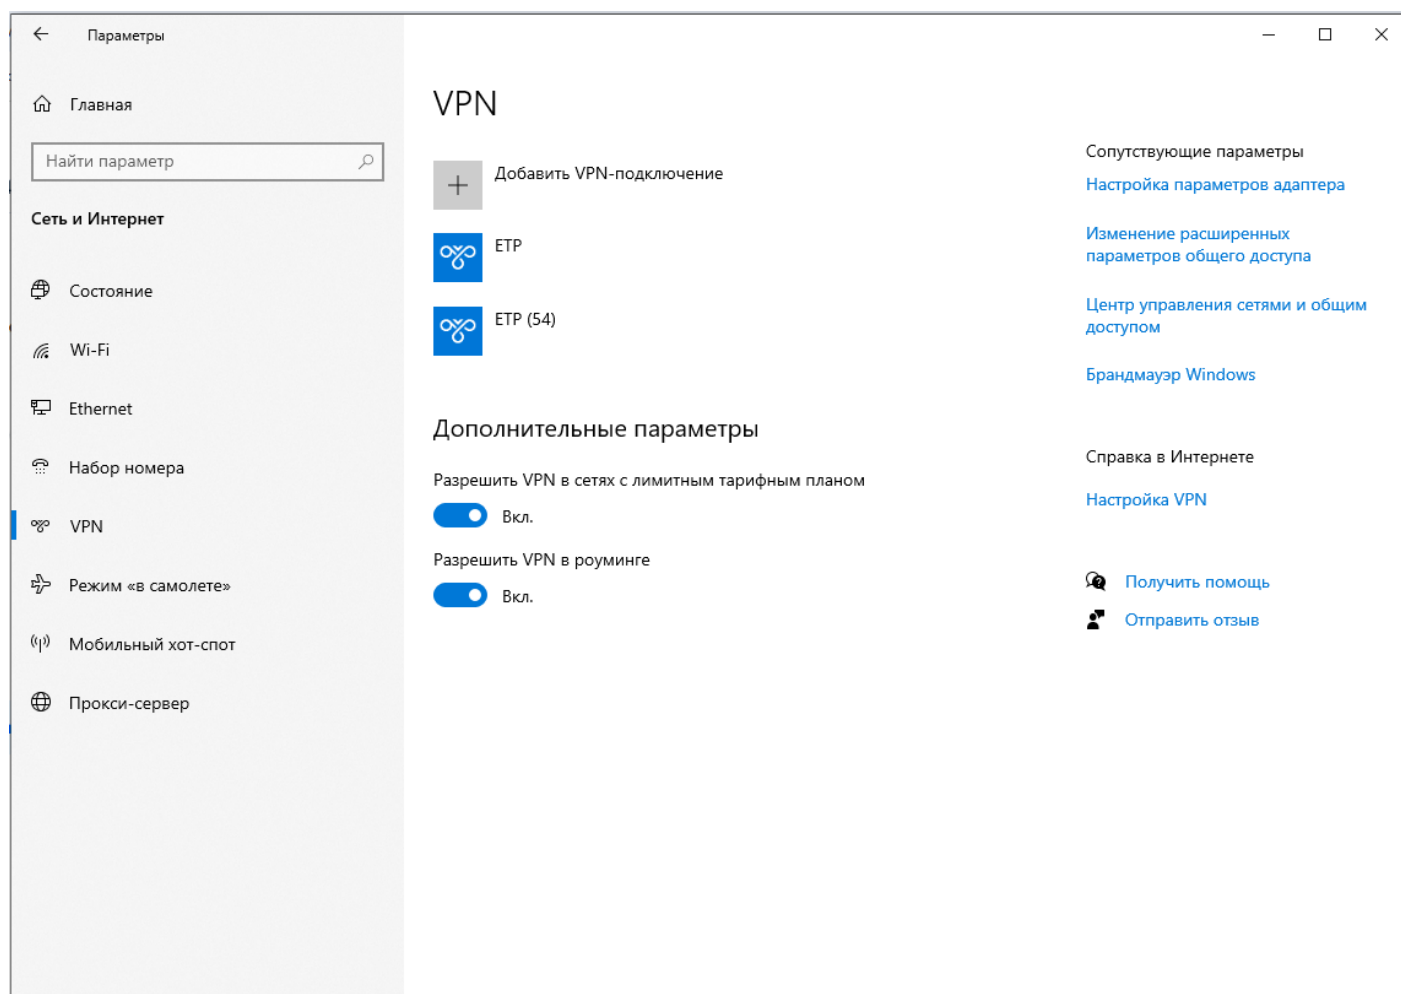 Параметры
Главная
Найти параметр
Сеть и Интернет
Состояние
Wi-Fi
Ethernet
Набор номера
VPN
Режим «в самолете»
Мобильный хот-спот
Прокси-сервер
VPN
Добавить VPN-подключение
ETP
ETP (54)
Дополнительные параметры
Разрешить VPN в сетях с лимитным тарифным планом
Вкл.
Разрешить VPN в роуминге
Вкл.
Сопутствующие параметры
Настройка параметров адаптера
Изменение расширенных
параметров общего доступа
Центр управления сетями и общим
доступом
Брандмауэр Windows
Справка в Интернете
Настройка VPN
Получить помощь
Отправить отзыв